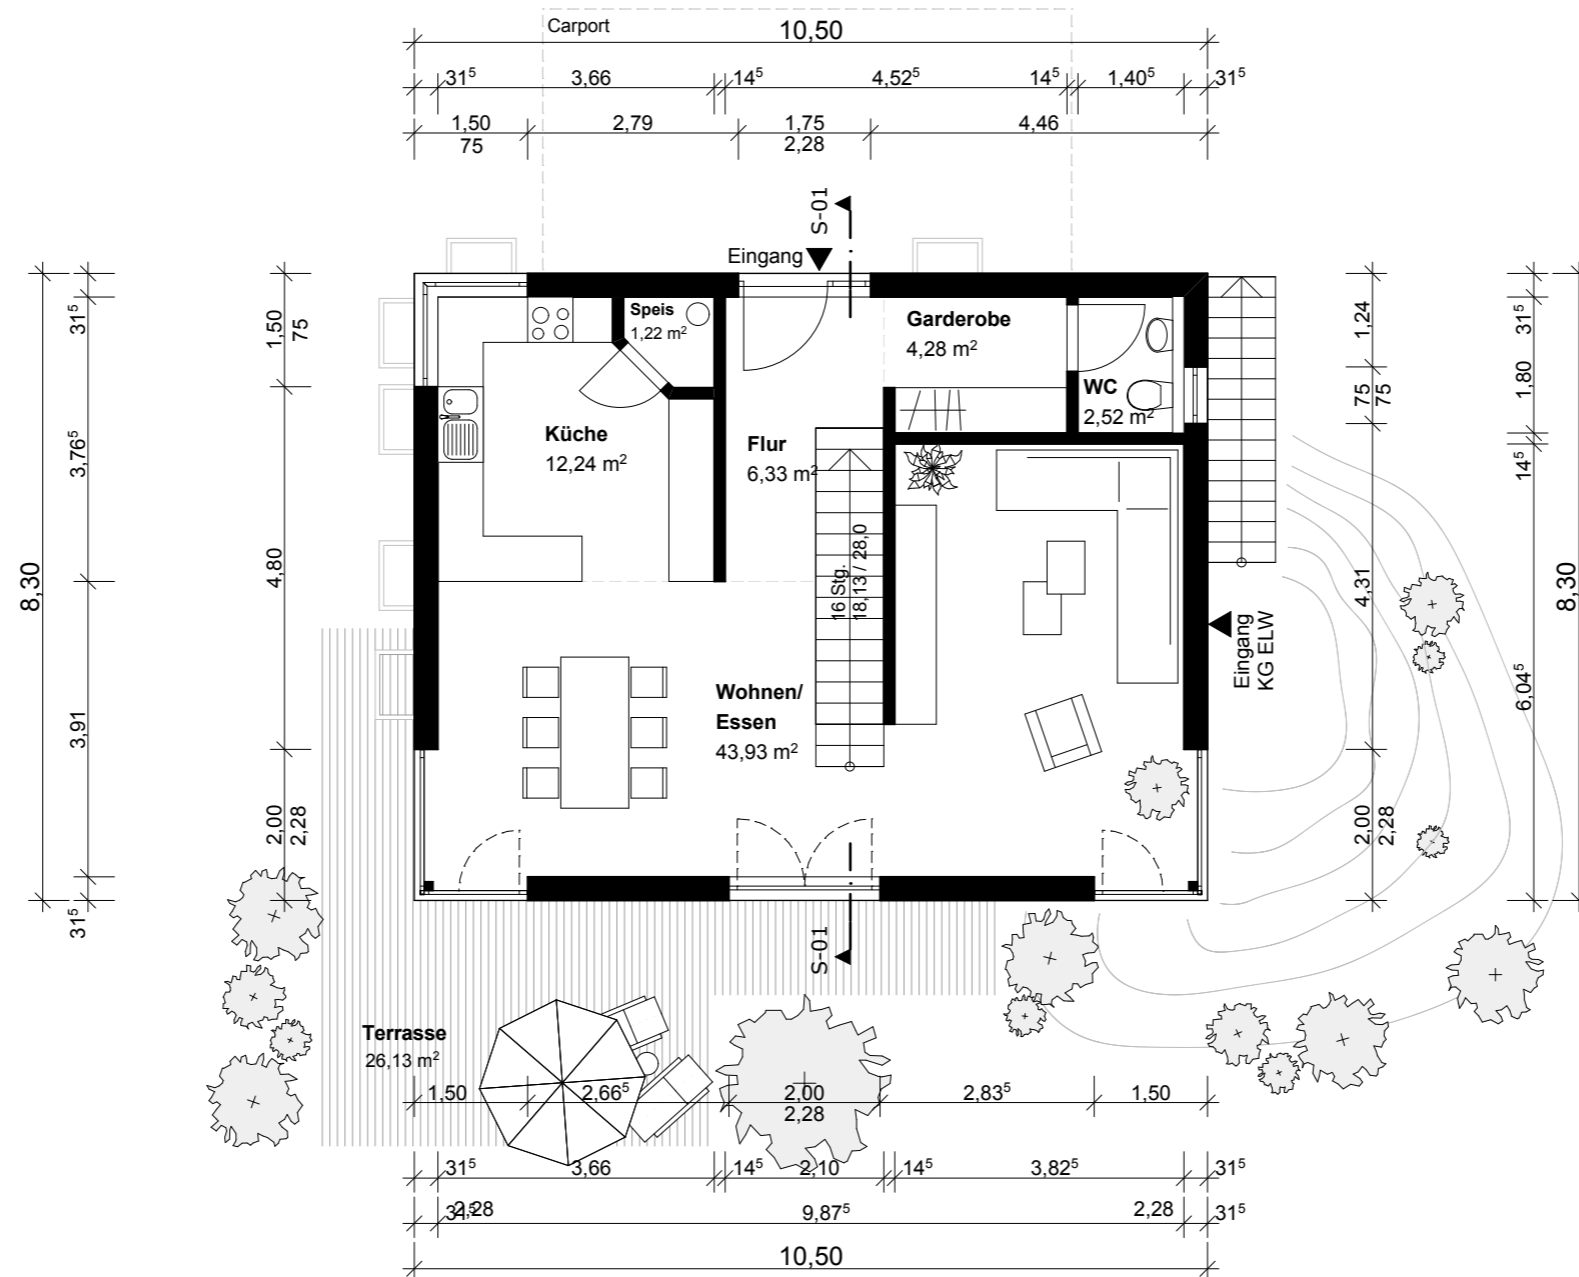 Carport
10,50
31⁵ 3,66 14⁵ 4,52⁵ 14⁵ 1,40⁵ 31⁵
1,50 2,79 1,75 4,46
75 2,28
S-01
Eingang
Speis
1,22 m²
Garderobe
4,28 m²
WC
2,52 m²
Küche
12,24 m²
Flur
6,33 m²
16 Stg.
18,13 / 28,0
Wohnen/
Essen
43,93 m²
Eingang
KG ELW
8,30
31⁵
3,76⁵
3,91
31⁵
1,50
75
4,80
2,00
2,28
1,24
75
75
4,31
2,00
2,28
31⁵
1,80
14⁵
6,04⁵
8,30
S-01
Terrasse
26,13 m²
1,50 2,66⁵ 2,00 2,83⁵ 1,50
2,28
31⁵ 3,66 14⁵ 2,10 14⁵ 3,82⁵ 31⁵
31⁵ 2,28 9,87⁵ 2,28 31⁵
10,50